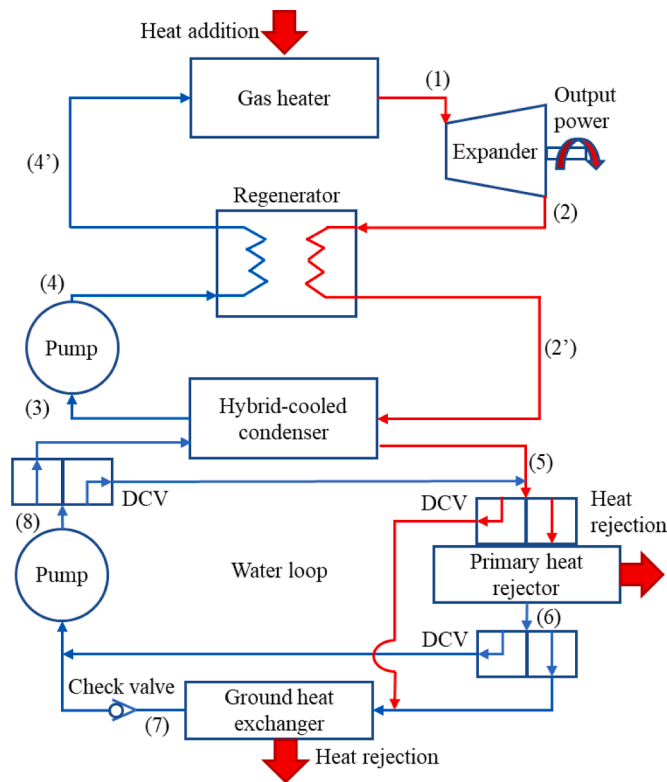 Heat addition
(1)
Gas heater
Output
power
Expander
(4’)
Regenerator
(2)
(4)
Pump
(2’)
(3)
Hybrid-cooled
condenser
(5)
DCV
DCV
Heat
rejection
(8)
Pump
Water loop
Primary heat
rejector
(6)
DCV
Check valve
Ground heat
exchanger
(7)
Heat rejection